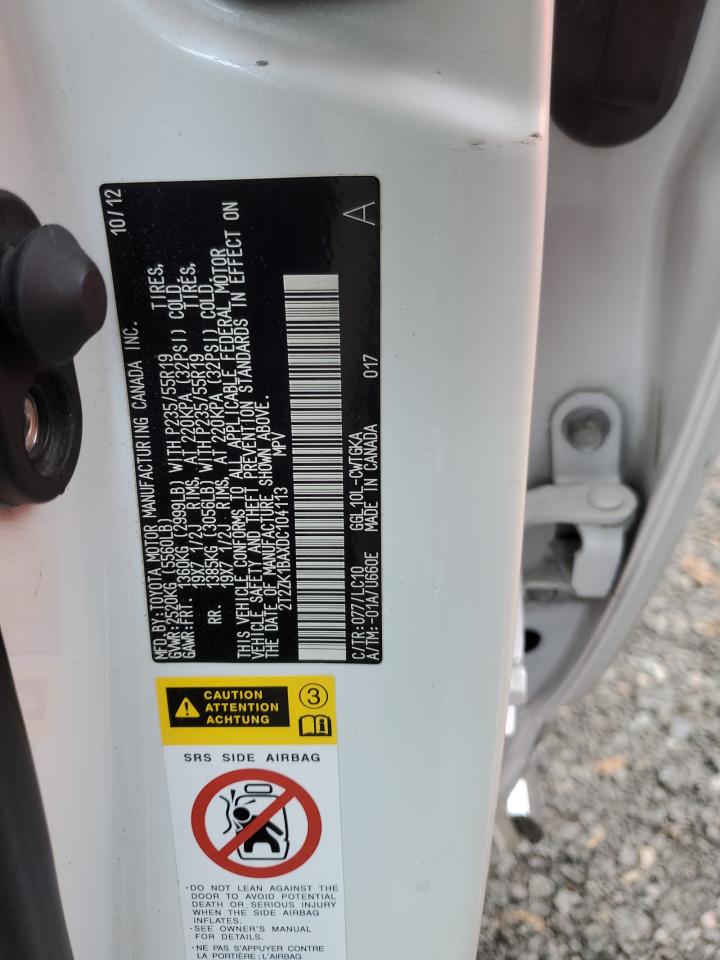 MFD.BY:TOYOTA MOTOR MANUFACTURING CANADA INC. 10/12
GVWR:2520KG (5560LB)
GAWR:FRT. 1360KG (2999LB) WITH P235/55R19 TIRES,
19X7 1/2J RIMS, AT 220KPA (32PSI) COLD.
RR. 1385KG (3056LB) WITH P235/55R19 TIRES,
19X7 1/2J RIMS, AT 220KPA (32PSI) COLD.
THIS VEHICLE CONFORMS TO ALL APPLICABLE FEDERAL MOTOR
VEHICLE SAFETY AND THEFT PREVENTION STANDARDS IN EFFECT ON
THE DATE OF MANUFACTURE SHOWN ABOVE.
2T2ZK1BAXDC104113 MPV
C/TR:077/LC10 GGL10L-CWTGKA 017 A
A/TM:-01A/U660E MADE IN CANADA
CAUTION
ATTENTION
ACHTUNG
3
i
SRS SIDE AIRBAG
·DO NOT LEAN AGAINST THE
DOOR TO AVOID POTENTIAL
DEATH OR SERIOUS INJURY
WHEN THE SIDE AIRBAG
INFLATES.
·SEE OWNER'S MANUAL
FOR DETAILS.
·NE PAS S'APPUYER CONTRE
LA PORTIÈRE; L'AIRBAG